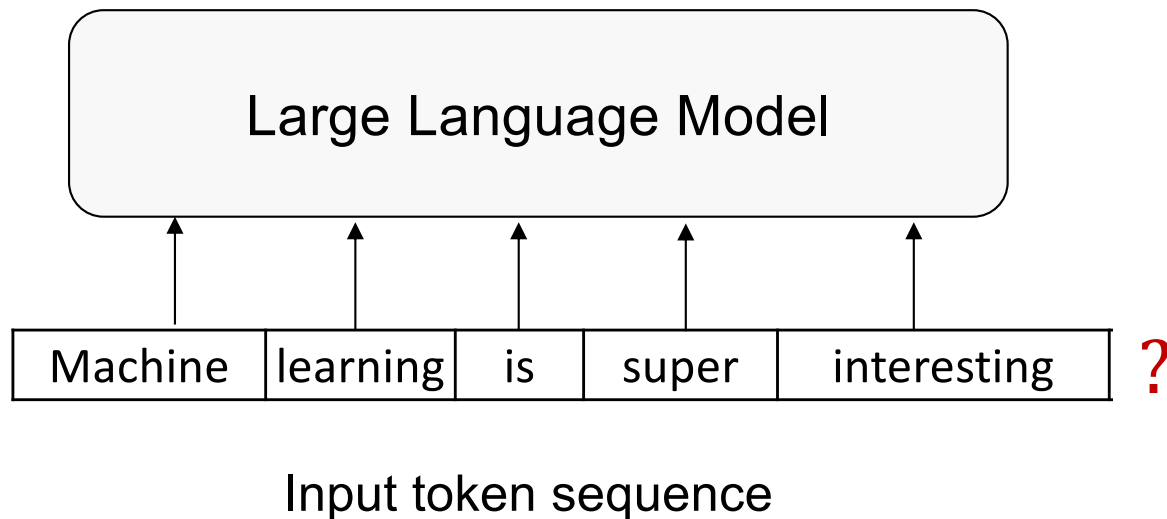 Large Language Model
Machine learning is super interesting ?
Input token sequence